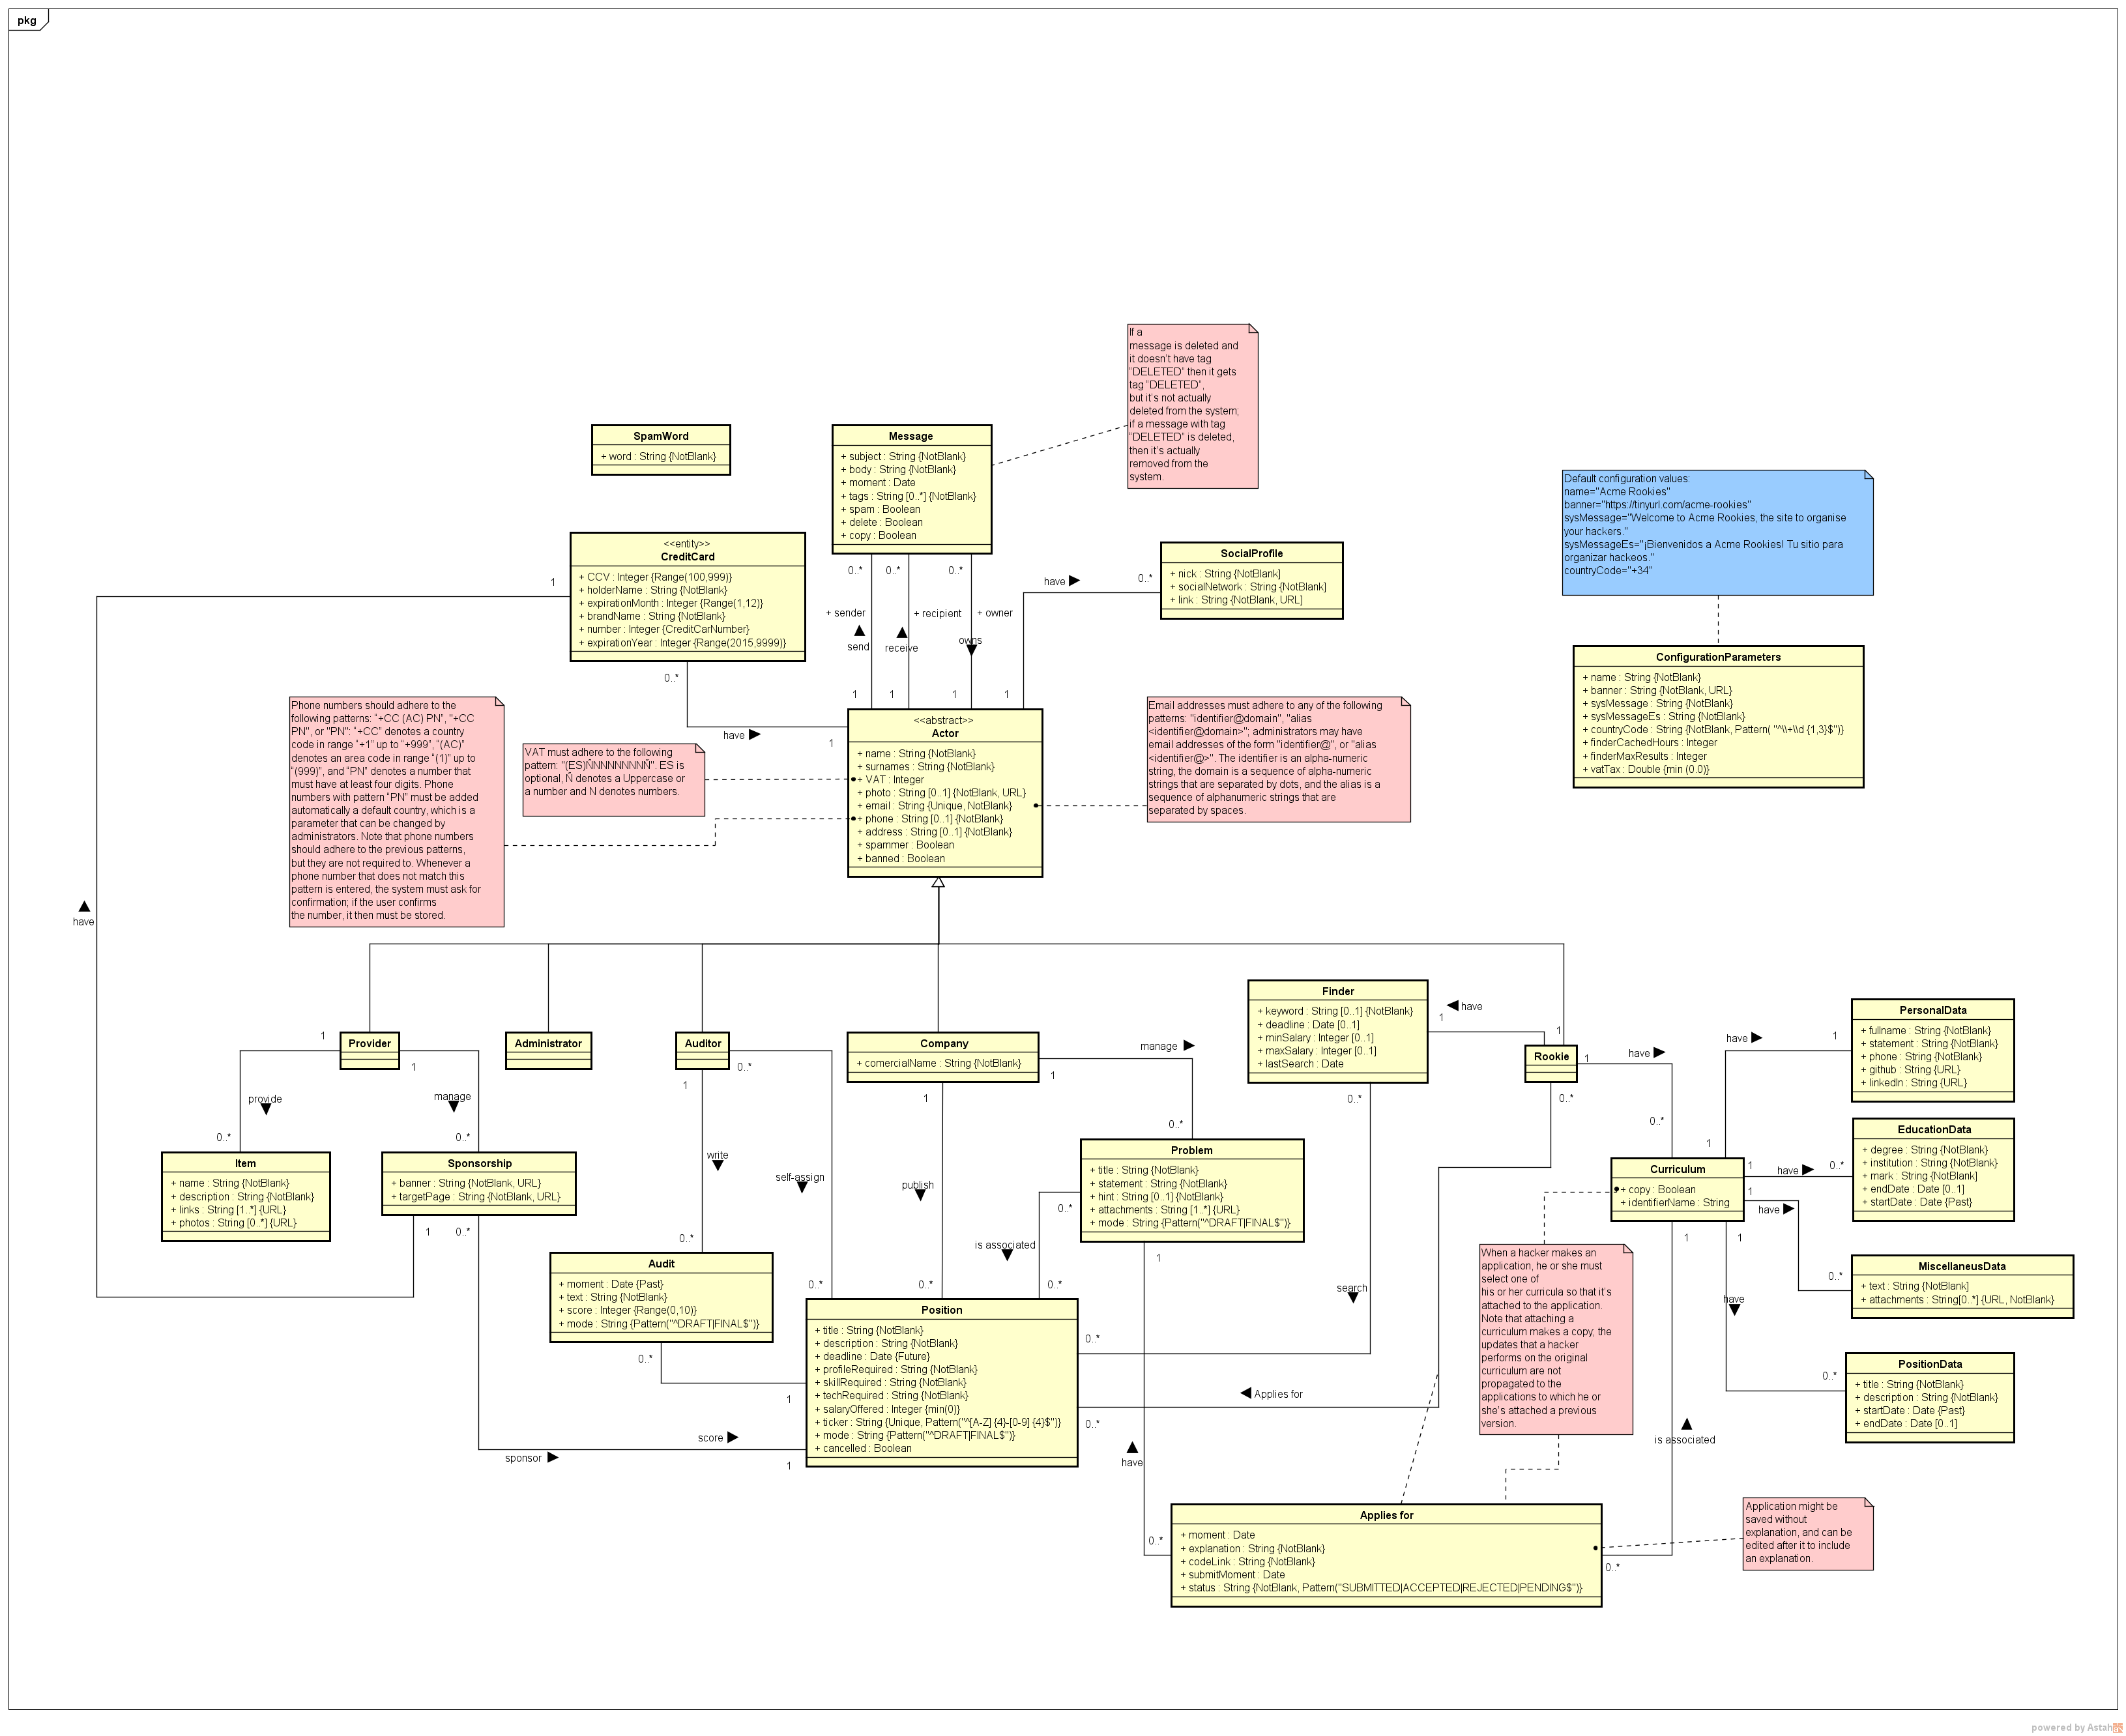 pkg
If a
message is deleted and
it doesn't have tag
"DELETED" then it gets
tag "DELETED",
but it's not actually
deleted from the system;
if a message with tag
"DELETED" is deleted,
then it's actually
removed from the
system.
SpamWord
+ word : String {NotBlank}
Message
+ subject : String {NotBlank}
+ body : String {NotBlank}
+ moment : Date
+ tags : String [0..*] {NotBlank}
+ spam : Boolean
+ delete : Boolean
+ copy : Boolean
Default configuration values:
name="Acme Rookies"
banner="https://tinyurl.com/acme-rookies"
sysMessage="Welcome to Acme Rookies, the site to organise
your hackers."
sysMessageEs="¡Bienvenidos a Acme Rookies! Tu sitio para
organizar hackeos."
countryCode="+34"
<<entity>>
CreditCard
+ CCV : Integer {Range(100,999)}
+ holderName : String {NotBlank}
+ expirationMonth : Integer {Range(1,12)}
+ brandName : String {NotBlank}
+ number : Integer {CreditCarNumber}
+ expirationYear : Integer {Range(2015,9999)}
1
0..*
0..*
0..*
0..*
+ sender
+ recipient
+ owner
send
receive
owns
1
1
1
1
have
0..*
SocialProfile
+ nick : String {NotBlank]
+ socialNetwork : String {NotBlank]
+ link : String {NotBlank, URL]
ConfigurationParameters
+ name : String {NotBlank}
+ banner : String {NotBlank, URL}
+ sysMessage : String {NotBlank}
+ sysMessageEs : String {NotBlank}
+ countryCode : String {NotBlank, Pattern( "^\\+\\d {1,3}$")}
+ finderCachedHours : Integer
+ finderMaxResults : Integer
+ vatTax : Double {min (0.0)}
Phone numbers should adhere to the
following patterns: "+CC (AC) PN", "+CC
PN", or "PN": "+CC" denotes a country
code in range "+1" up to "+999", "(AC)"
denotes an area code in range "(1)" up to
"(999)", and "PN" denotes a number that
must have at least four digits. Phone
numbers with pattern "PN" must be added
automatically a default country, which is a
parameter that can be changed by
administrators. Note that phone numbers
should adhere to the previous patterns,
but they are not required to. Whenever a
phone number that does not match this
pattern is entered, the system must ask for
confirmation; if the user confirms
the number, it then must be stored.
have
1
VAT must adhere to the following
pattern: "(ES)ÑNNNNNNNÑ". ES is
optional, Ñ denotes a Uppercase or
a number and N denotes numbers.
<<abstract>>
Actor
+ name : String {NotBlank}
+ surnames : String {NotBlank}
+ VAT : Integer
+ photo : String [0..1] {NotBlank, URL}
+ email : String {Unique, NotBlank}
+ phone : String [0..1] {NotBlank}
+ address : String [0..1] {NotBlank}
+ spammer : Boolean
+ banned : Boolean
Email addresses must adhere to any of the following
patterns: "identifier@domain", "alias
<identifier@domain>"; administrators may have
email addresses of the form "identifier@", or "alias
<identifier@>". The identifier is an alpha-numeric
string, the domain is a sequence of alpha-numeric
strings that are separated by dots, and the alias is a
sequence of alphanumeric strings that are
separated by spaces.
have
Provider
Administrator
Auditor
Company
+ comercialName : String {NotBlank}
Finder
+ keyword : String [0..1] {NotBlank}
+ deadline : Date [0..1]
+ minSalary : Integer [0..1]
+ maxSalary : Integer [0..1]
+ lastSearch : Date
have
1
1
Rookie
1
have
0..*
0..*
PersonalData
+ fullname : String {NotBlank}
+ statement : String {NotBlank}
+ phone : String {NotBlank}
+ github : String {URL}
+ linkedIn : String {URL}
have
1
1
EducationData
+ degree : String {NotBlank}
+ institution : String {NotBlank}
+ mark : String {NotBlank]
+ endDate : Date [0..1]
+ startDate : Date {Past}
1
have
0..*
Curriculum
+ copy : Boolean
+ identifierName : String
1
have
0..*
MiscellaneusData
+ text : String {NotBlank]
+ attachments : String[0..*] {URL, NotBlank}
1
1
have
0..*
PositionData
+ title : String {NotBlank}
+ description : String {NotBlank}
+ startDate : Date {Past}
+ endDate : Date [0..1]
1
provide
0..*
1
manage
0..*
Item
+ name : String {NotBlank}
+ description : String {NotBlank}
+ links : String [1..*] {URL}
+ photos : String [0..*] {URL}
Sponsorship
+ banner : String {NotBlank, URL}
+ targetPage : String {NotBlank, URL}
1
0..*
1
write
0..*
0..*
self-assign
0..*
1
publish
0..*
manage
1
0..*
Problem
+ title : String {NotBlank}
+ statement : String {NotBlank}
+ hint : String [0..1] {NotBlank}
+ attachments : String [1..*] {URL}
+ mode : String {Pattern("^DRAFT|FINAL$")}
0..*
is associated
0..*
1
0..*
search
0..*
Audit
+ moment : Date {Past}
+ text : String {NotBlank}
+ score : Integer {Range(0,10)}
+ mode : String {Pattern("^DRAFT|FINAL$")}
0..*
1
score
sponsor
1
Position
+ title : String {NotBlank}
+ description : String {NotBlank}
+ deadline : Date {Future}
+ profileRequired : String {NotBlank}
+ skillRequired : String {NotBlank}
+ techRequired : String {NotBlank}
+ salaryOffered : Integer {min(0)}
+ ticker : String {Unique, Pattern("^[A-Z] {4}-[0-9] {4}$")}
+ mode : String {Pattern("^DRAFT|FINAL$")}
+ cancelled : Boolean
Applies for
0..*
When a hacker makes an
application, he or she must
select one of
his or her curricula so that it's
attached to the application.
Note that attaching a
curriculum makes a copy; the
updates that a hacker
performs on the original
curriculum are not
propagated to the
applications to which he or
she's attached a previous
version.
is associated
have
0..*
Applies for
+ moment : Date
+ explanation : String {NotBlank}
+ codeLink : String {NotBlank}
+ submitMoment : Date
+ status : String {NotBlank, Pattern("SUBMITTED|ACCEPTED|REJECTED|PENDING$")}
0..*
Application might be
saved without
explanation, and can be
edited after it to include
an explanation.
powered by Astah